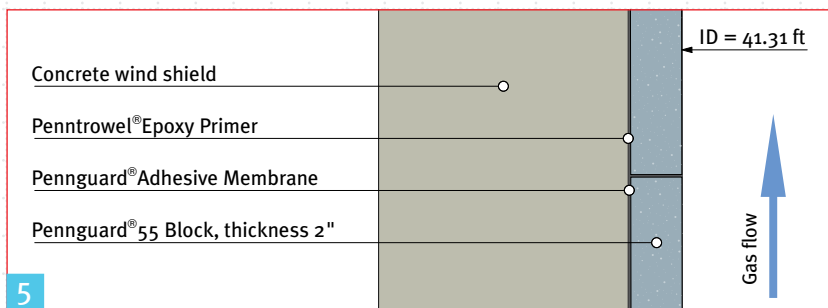 ID = 41.31 ft
Concrete wind shield
Penntrowel®Epoxy Primer
Pennguard®Adhesive Membrane
Pennguard®55 Block, thickness 2"
Gas flow
5